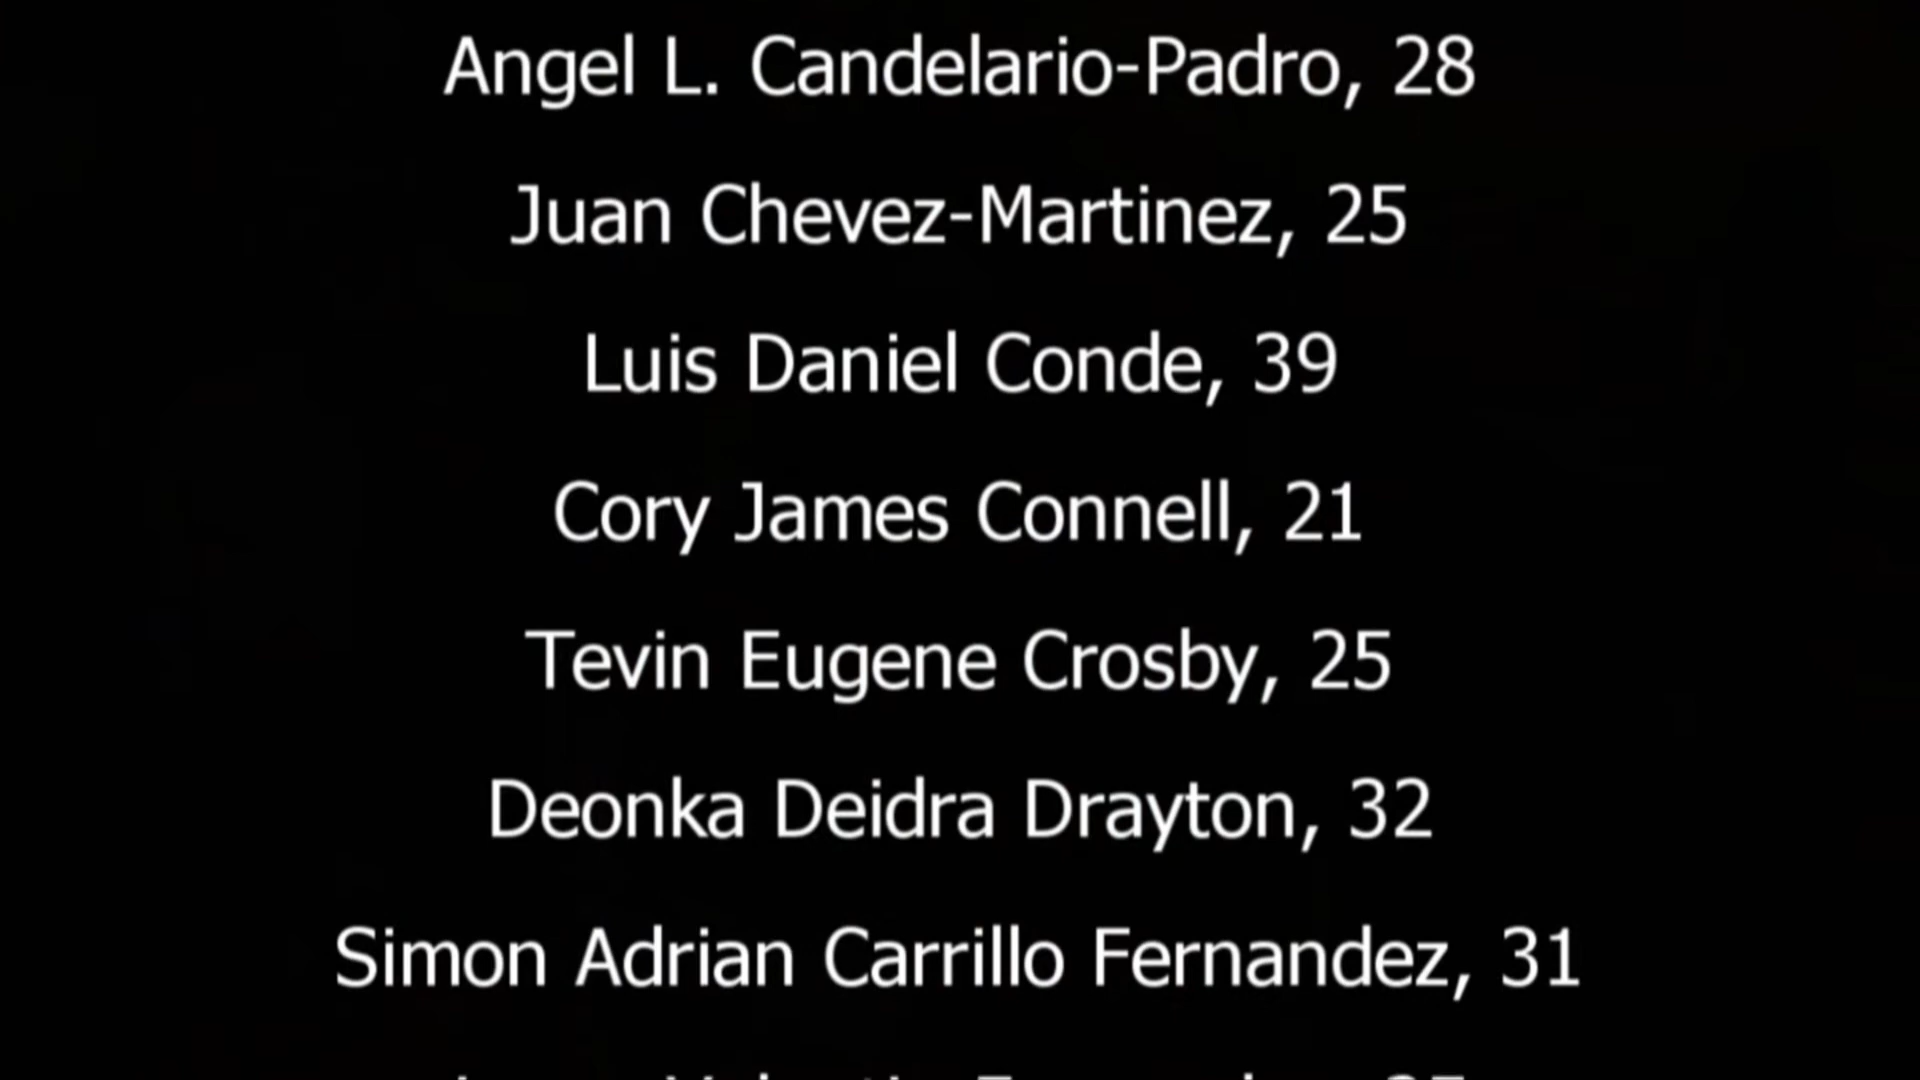 Angel L. Candelario-Padro, 28
Juan Chevez-Martinez, 25
Luis Daniel Conde, 39
Cory James Connell, 21
Tevin Eugene Crosby, 25
Deonka Deidra Drayton, 32
Simon Adrian Carrillo Fernandez, 31